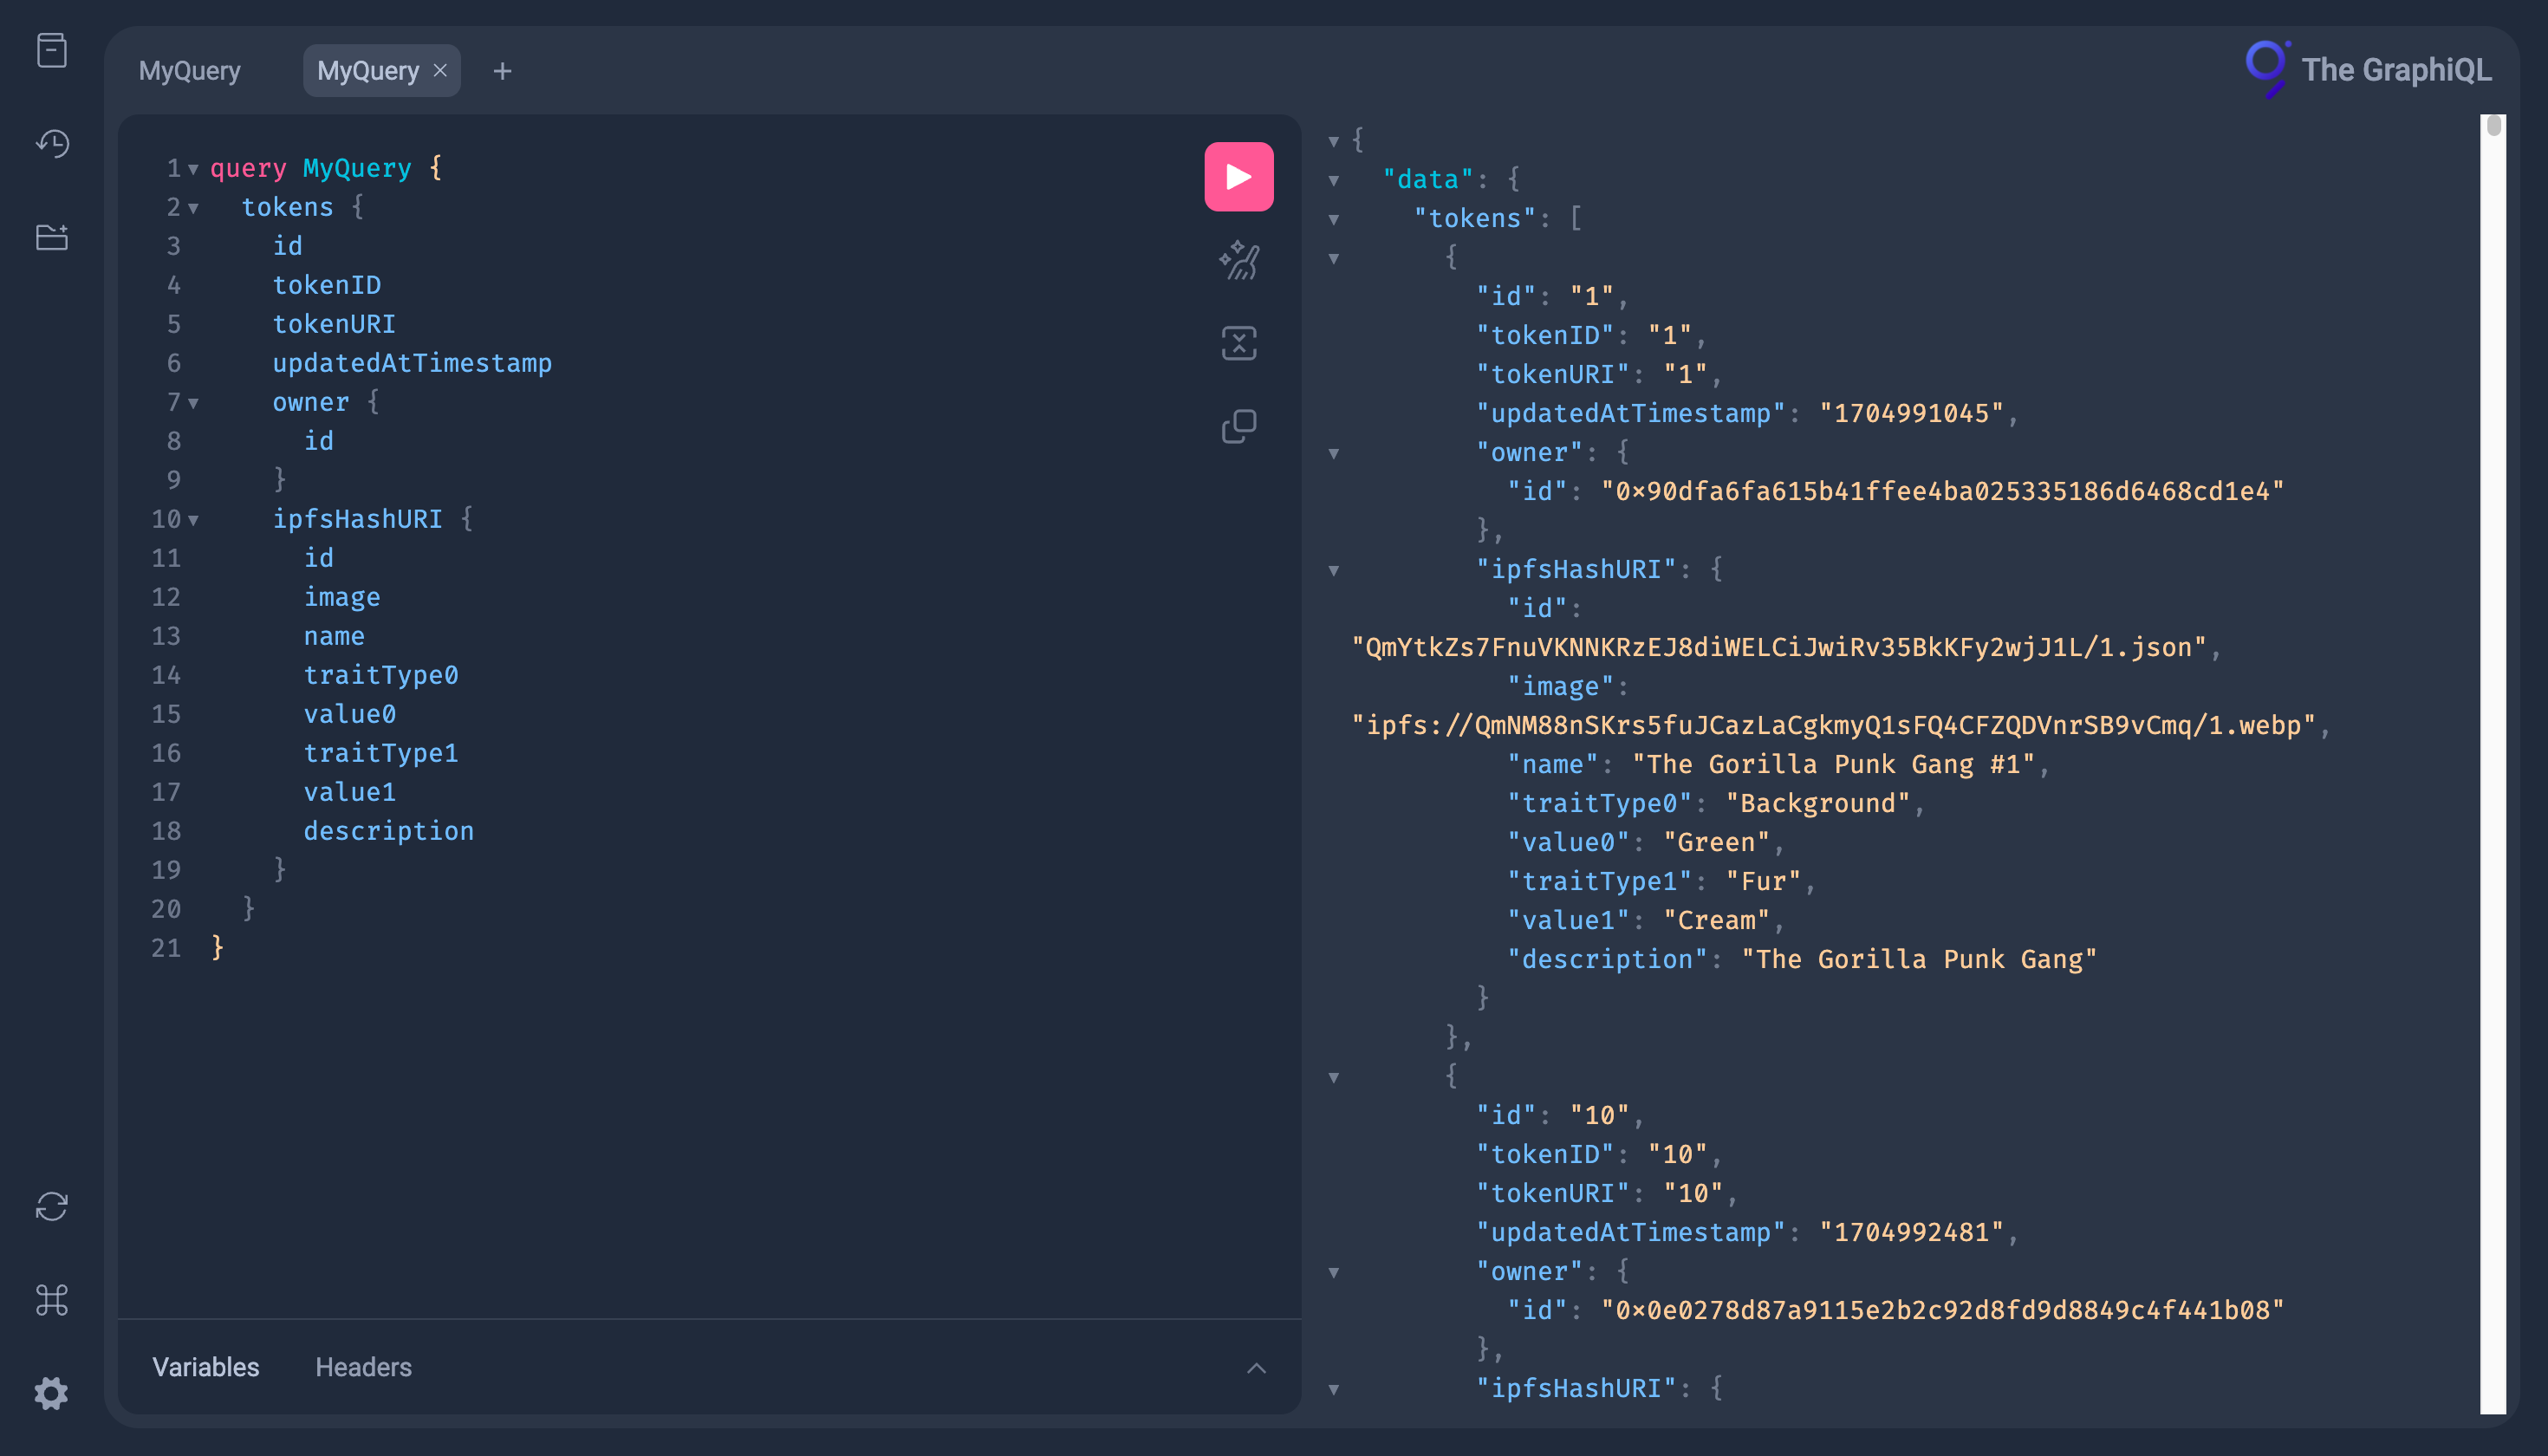 MyQuery
MyQuery
The GraphiQL
1 query MyQuery {
2 tokens {
3 id
4 tokenID
5 tokenURI
6 updatedAtTimestamp
7 owner {
8 id
9 }
10 ipfsHashURI {
11 id
12 image
13 name
14 traitType0
15 value0
16 traitType1
17 value1
18 description
19 }
20 }
21 }
Variables Headers
{
"data": {
"tokens": [
{
"id": "1",
"tokenID": "1",
"tokenURI": "1",
"updatedAtTimestamp": "1704991045",
"owner": {
"id": "0x90dfa6fa615b41ffee4ba025335186d6468cd1e4"
},
"ipfsHashURI": {
"id":
"QmYtkZs7FnuVKNNKRzEJ8diWELCiJwiRv35BkKFy2wjJ1L/1.json",
"image":
"ipfs://QmNM88nSKrs5fuJCazLaCgkmyQ1sFQ4CFZQDVnrSB9vCmq/1.webp",
"name": "The Gorilla Punk Gang #1",
"traitType0": "Background",
"value0": "Green",
"traitType1": "Fur",
"value1": "Cream",
"description": "The Gorilla Punk Gang"
}
},
{
"id": "10",
"tokenID": "10",
"tokenURI": "10",
"updatedAtTimestamp": "1704992481",
"owner": {
"id": "0x0e0278d87a9115e2b2c92d8fd9d8849c4f441b08"
},
"ipfsHashURI": {